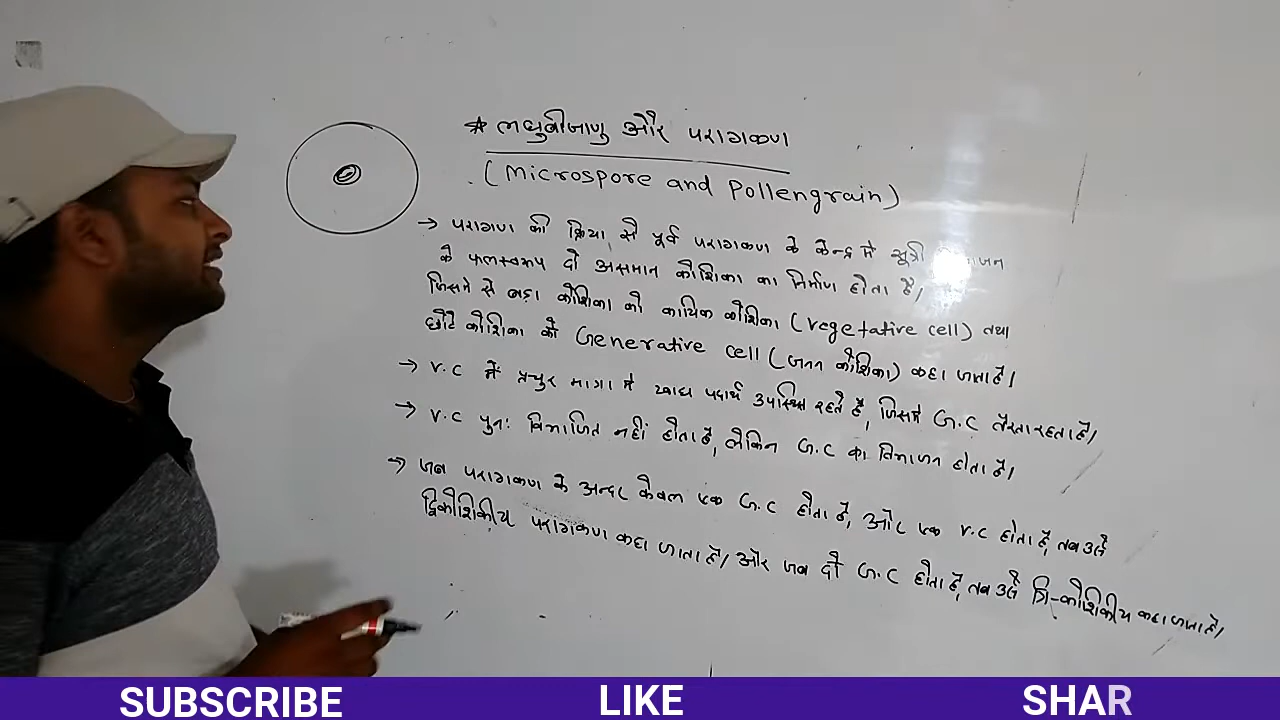 * लघुबीजाणु और परागकण
(Microspore and Pollengrain)
→ परागण की क्रिया से पूर्व परागकण के केन्द्र में सूत्री
के फलस्वरूप दो असमान कौशिका का निर्माण होता है,
जिसमें से बड़ा कौशिका को कायिक कौशिका (vegetative cell) तथा
छोटे कौशिका को Generative cell (जनन कौशिका) कहा जाता है।
→ V.C में प्रचुर मात्रा में खाद्य पदार्थ उपस्थित रहते है, जिसमें G.C तैरता रहता है।
→ V.C पुनः विभाजित नहीं होता है, लेकिन G.C का विभाजन होता है।
→ जब परागकण के अन्दर केवल एक G.C होता है, और एक V.C होता है, तब उसे
द्विकौशिकीय परागकण कहा जाता है। और जब दो G.C होता है, तब उसे त्रि-कौशिकीय कहा जाता है।
SUBSCRIBE LIKE SHAR